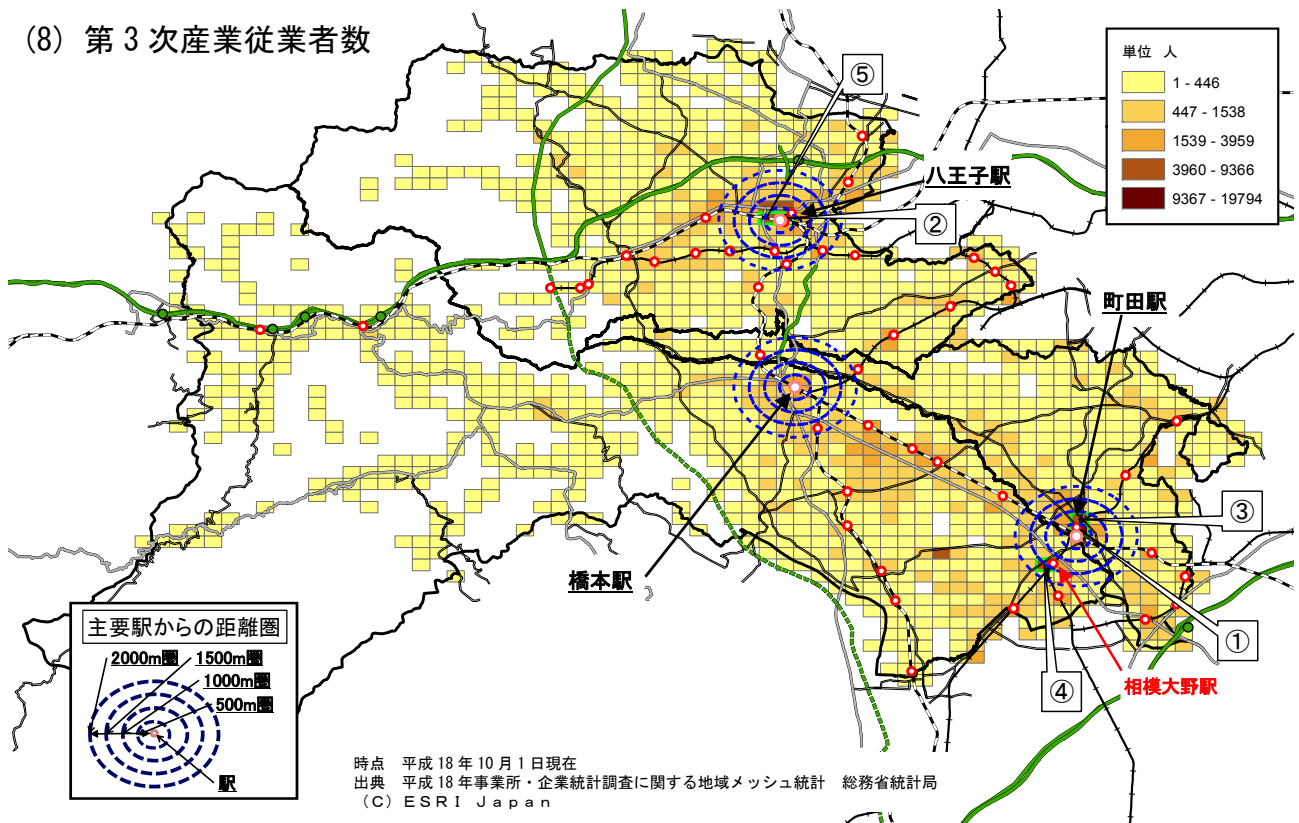 (8) 第3次産業従業者数
単位 人
1 - 446
447 - 1538
1539 - 3959
3960 - 9366
9367 - 19794
⑤
八王子駅
②
町田駅
③
橋本駅
①
④
相模大野駅
主要駅からの距離圏
2000m圏
1500m圏
1000m圏
500m圏
駅
時点 平成18年10月1日現在
出典 平成18年事業所・企業統計調査に関する地域メッシュ統計 総務省統計局
(C) ESRI Japan